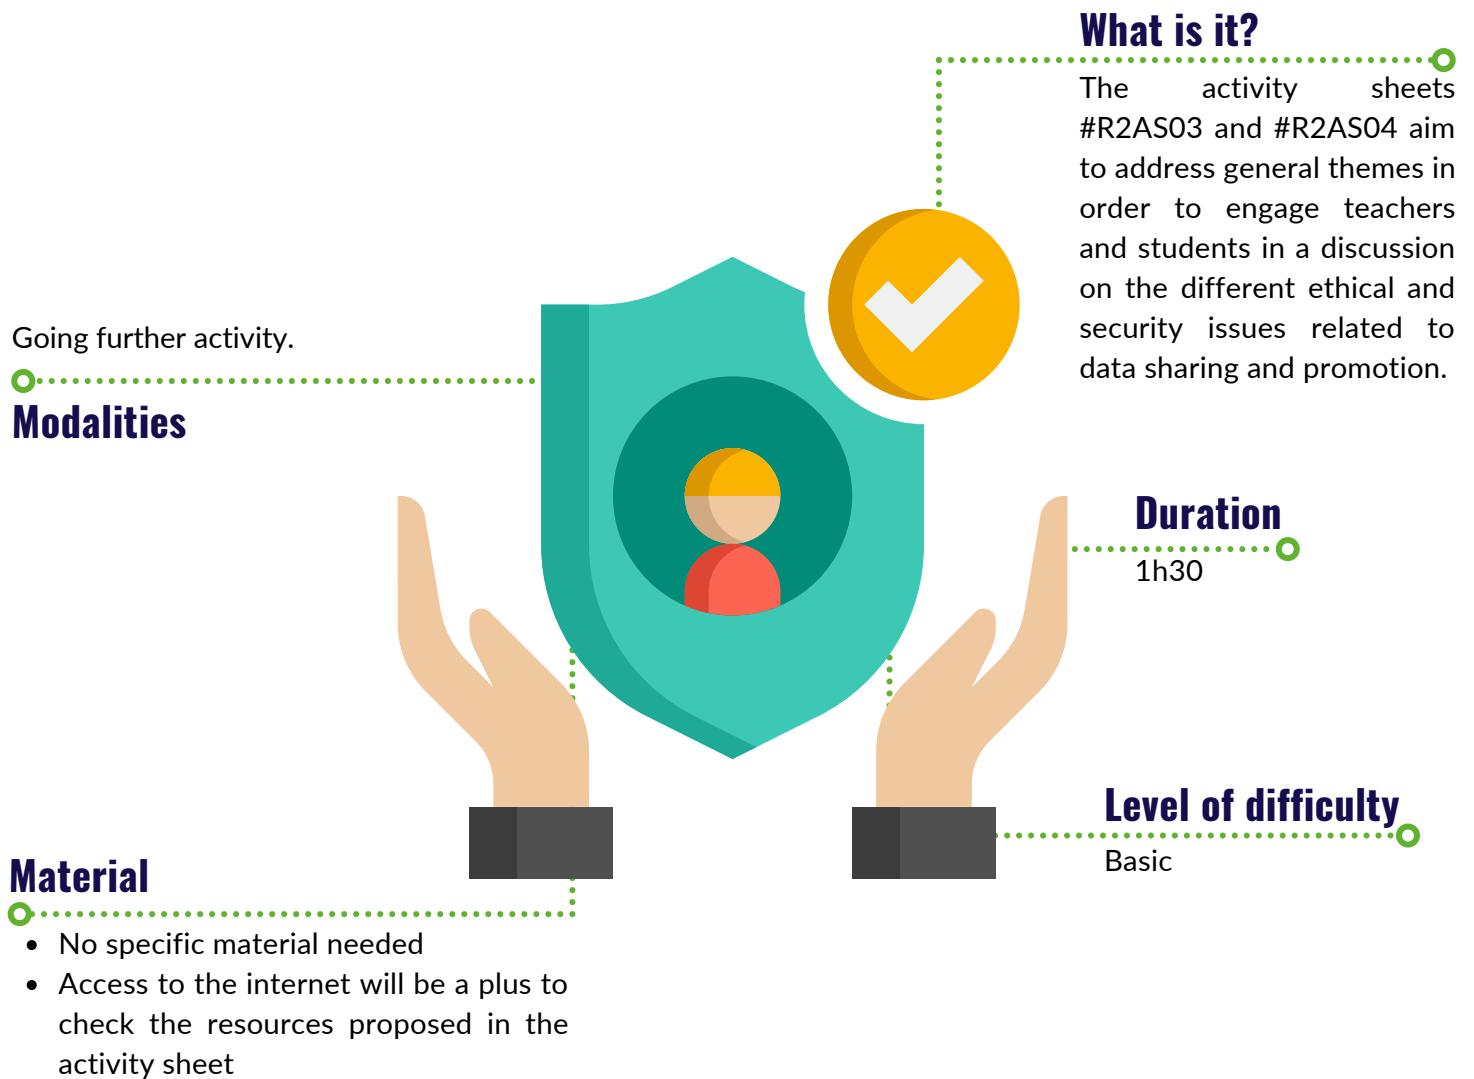 What is it?
The activity sheets
#R2AS03 and #R2AS04 aim
to address general themes in
order to engage teachers
and students in a discussion
on the different ethical and
security issues related to
data sharing and promotion.
Going further activity.
Modalities
Duration
1h30
Level of difficulty
Basic
Material
• No specific material needed
• Access to the internet will be a plus to
check the resources proposed in the
activity sheet